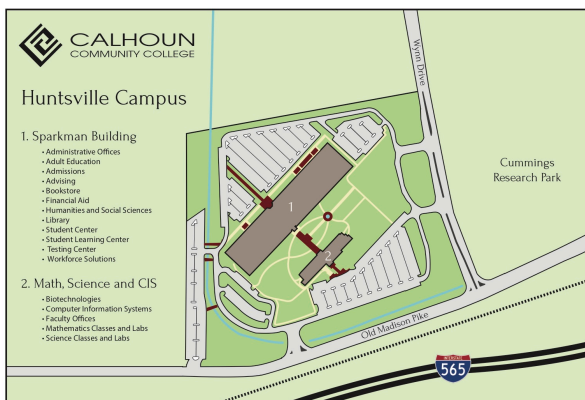 CALHOUN
COMMUNITY COLLEGE
Huntsville Campus
1. Sparkman Building
• Administrative Offices
• Adult Education
• Admissions
• Advising
• Bookstore
• Financial Aid
• Humanities and Social Sciences
• Library
• Student Center
• Student Learning Center
• Testing Center
• Workforce Solutions
2. Math, Science and CIS
• Biotechnologies
• Computer Information Systems
• Faculty Offices
• Mathematics Classes and Labs
• Science Classes and Labs
Wynn Drive
Cummings
Research Park
1
2
Old Madison Pike
565